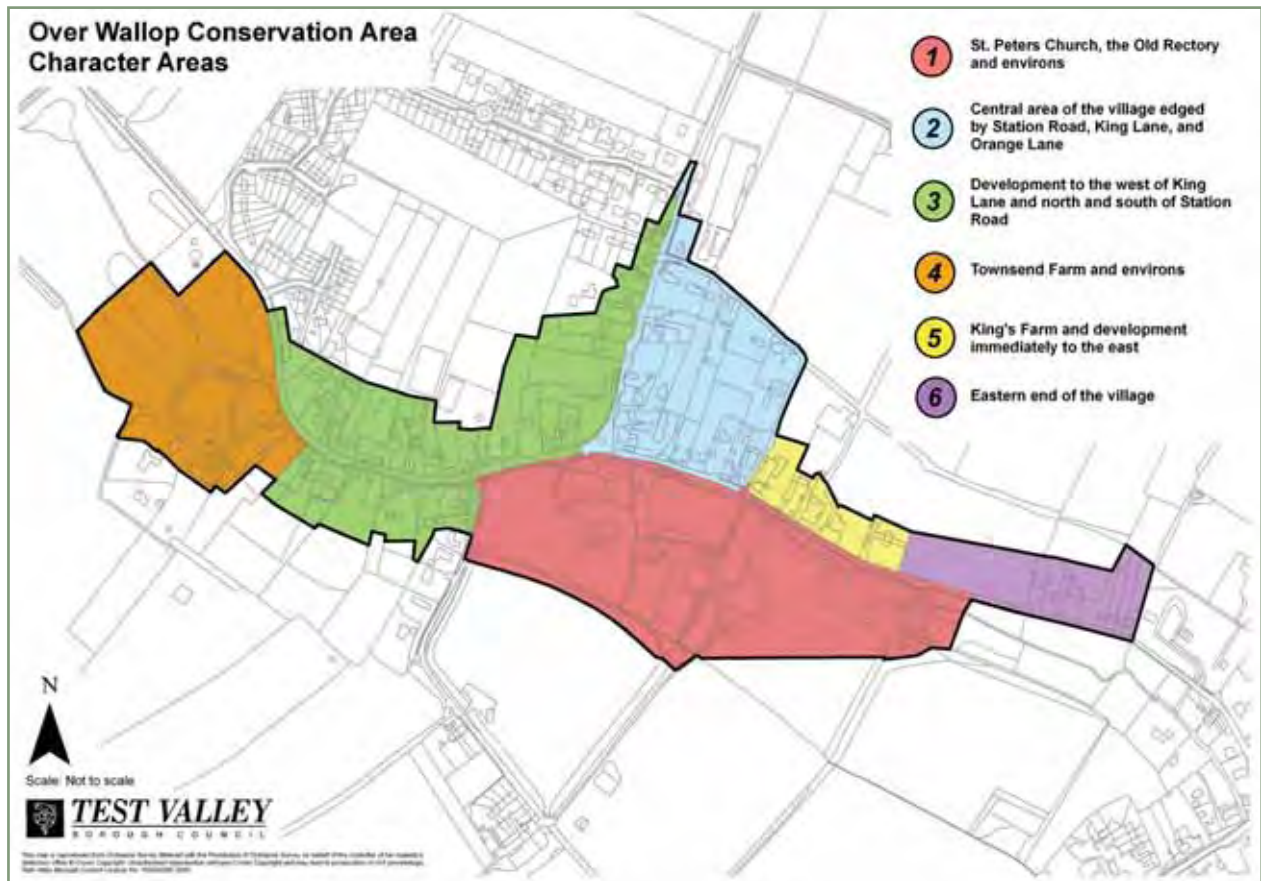 Over Wallop Conservation Area
Character Areas
1
St. Peters Church, the Old Rectory
and environs
2
Central area of the village edged
by Station Road, King Lane, and
Orange Lane
3
Development to the west of King
Lane and north and south of Station
Road
4
Townsend Farm and environs
5
King's Farm and development
immediately to the east
6
Eastern end of the village
N
Scale: Not to scale
TEST VALLEY
BOROUGH COUNCIL